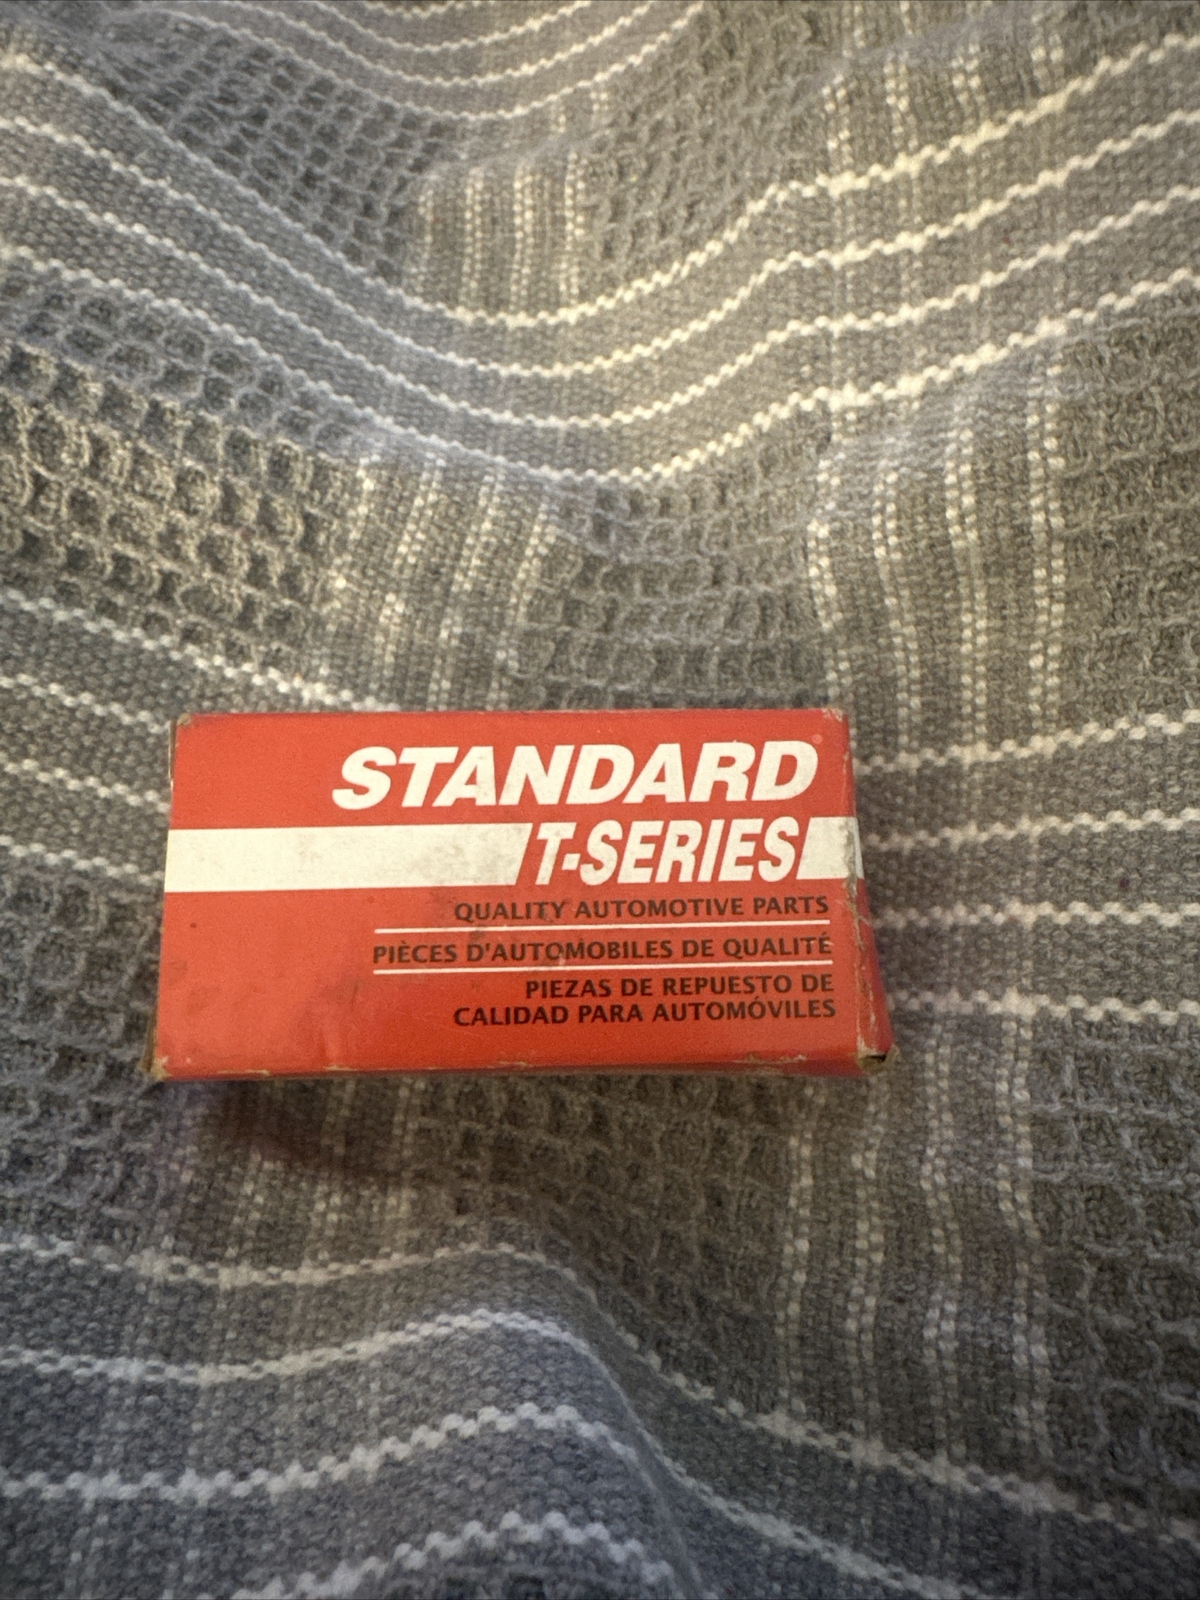 STANDARD
T-SERIES
QUALITY AUTOMOTIVE PARTS
PIÈCES D'AUTOMOBILES DE QUALITÉ
PIEZAS DE REPUESTO DE
CALIDAD PARA AUTOMÓVILES